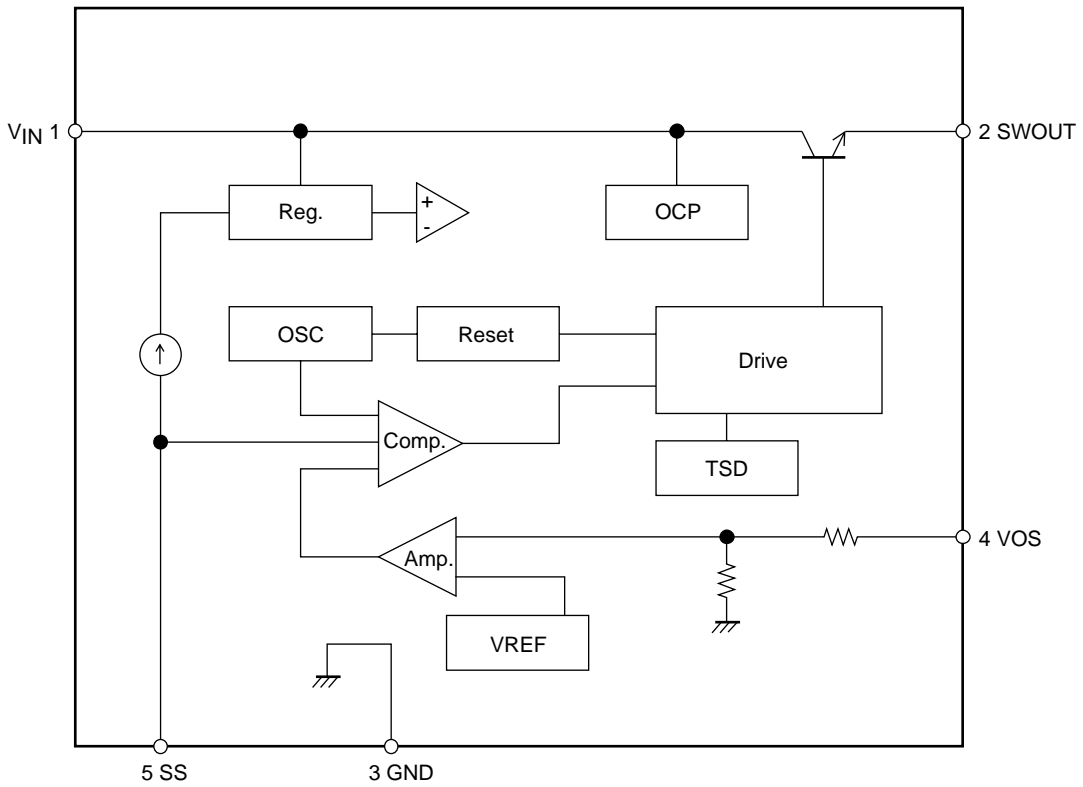 VIN 1
2 SWOUT
Reg.
+
-
OCP
OSC
Reset
Drive
Comp.
TSD
4 VOS
Amp.
VREF
5 SS
3 GND